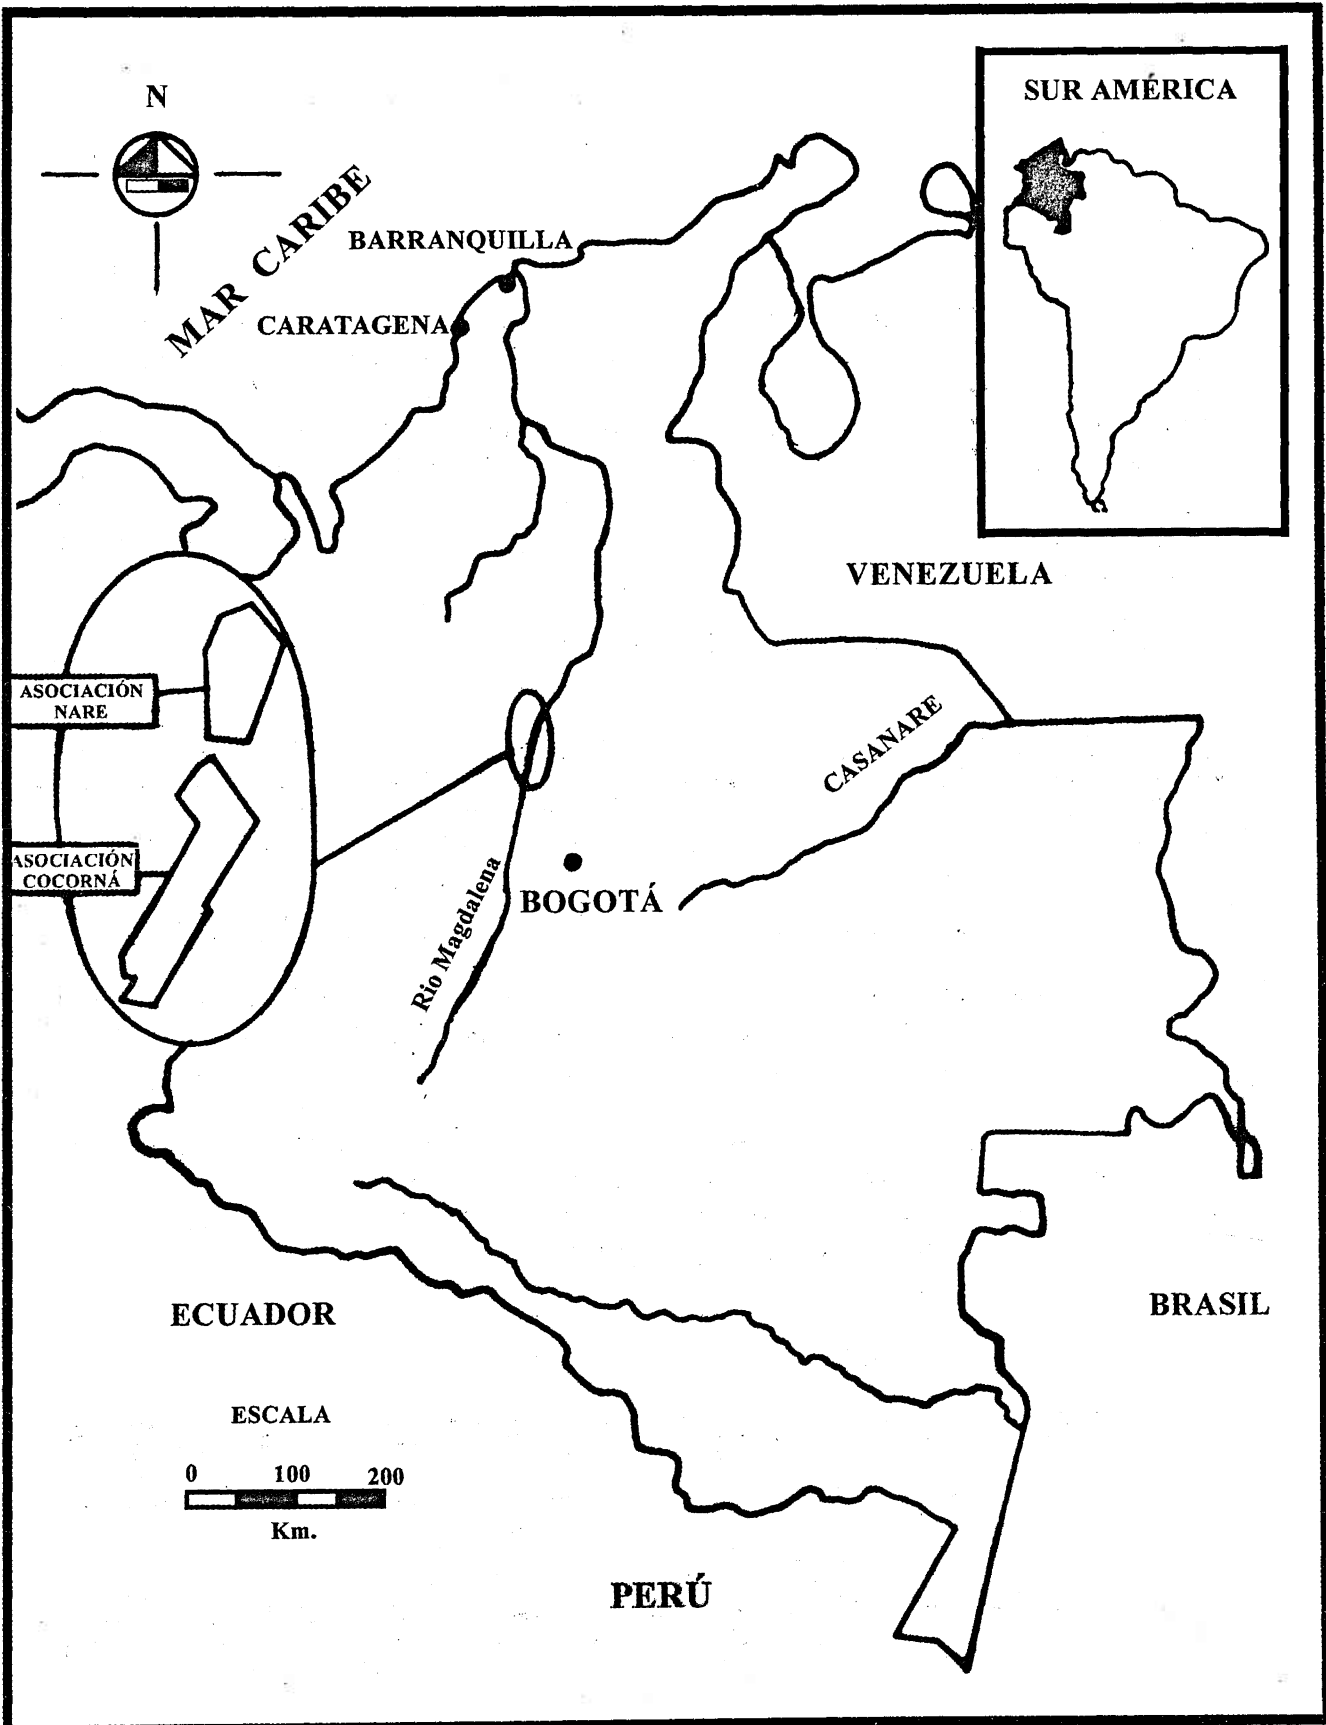 SUR AMÉRICA
N
MAR CARIBE
BARRANQUILLA
CARATAGENA
VENEZUELA
ASOCIACIÓN
NARE
CASANARE
ASOCIACIÓN
COCORNÁ
Rio Magdalena
BOGOTÁ
ECUADOR
BRASIL
ESCALA
0 100 200
Km.
PERÚ